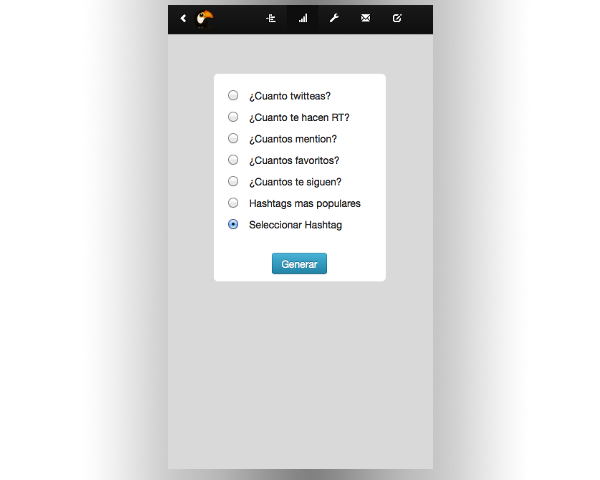 ¿Cuanto twitteas?
¿Cuanto te hacen RT?
¿Cuantos mention?
¿Cuantos favoritos?
¿Cuantos te siguen?
Hashtags mas populares
Seleccionar Hashtag
Generar